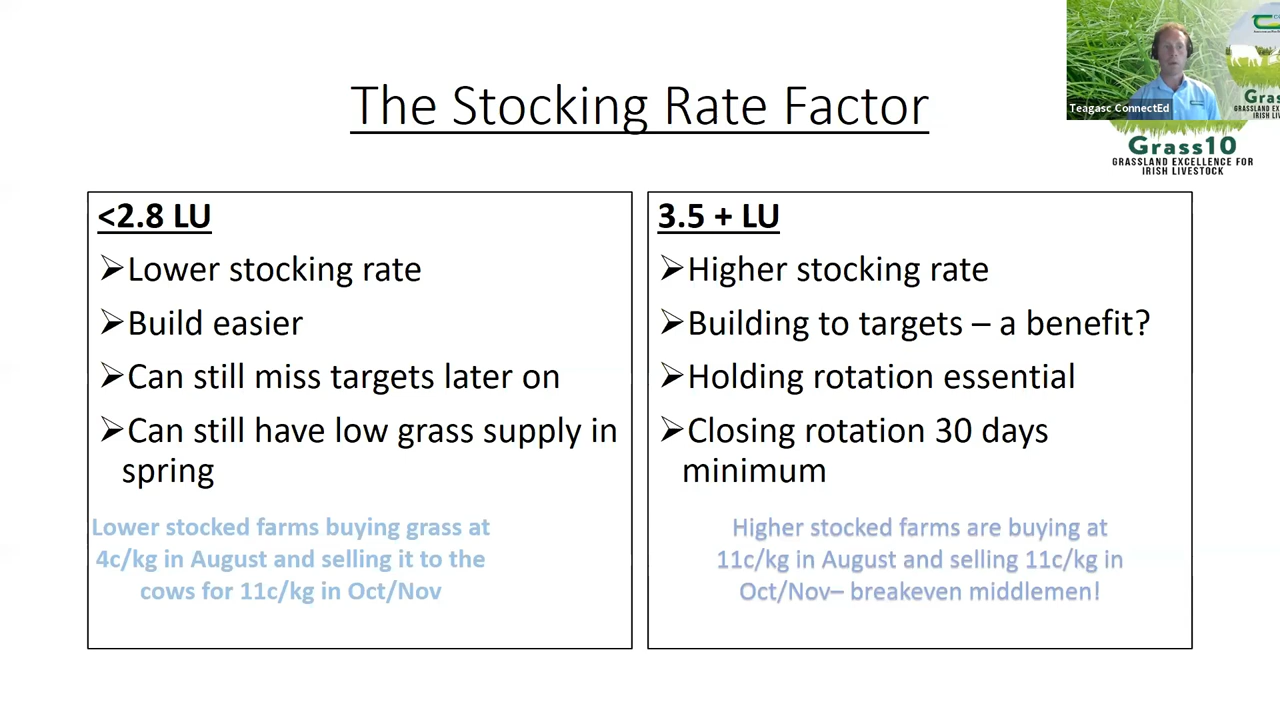 The Stocking Rate Factor
Teagasc ConnectEd
Grass10
GRASSLAND EXCELLENCE FOR
IRISH LIVESTOCK
<2.8 LU
➢Lower stocking rate
➢Build easier
➢Can still miss targets later on
➢Can still have low grass supply in
spring
Lower stocked farms buying grass at
4c/kg in August and selling it to the
cows for 11c/kg in Oct/Nov
3.5 + LU
➢Higher stocking rate
➢Building to targets – a benefit?
➢Holding rotation essential
➢Closing rotation 30 days
minimum
Higher stocked farms are buying at
11c/kg in August and selling 11c/kg in
Oct/Nov– breakeven middlemen!